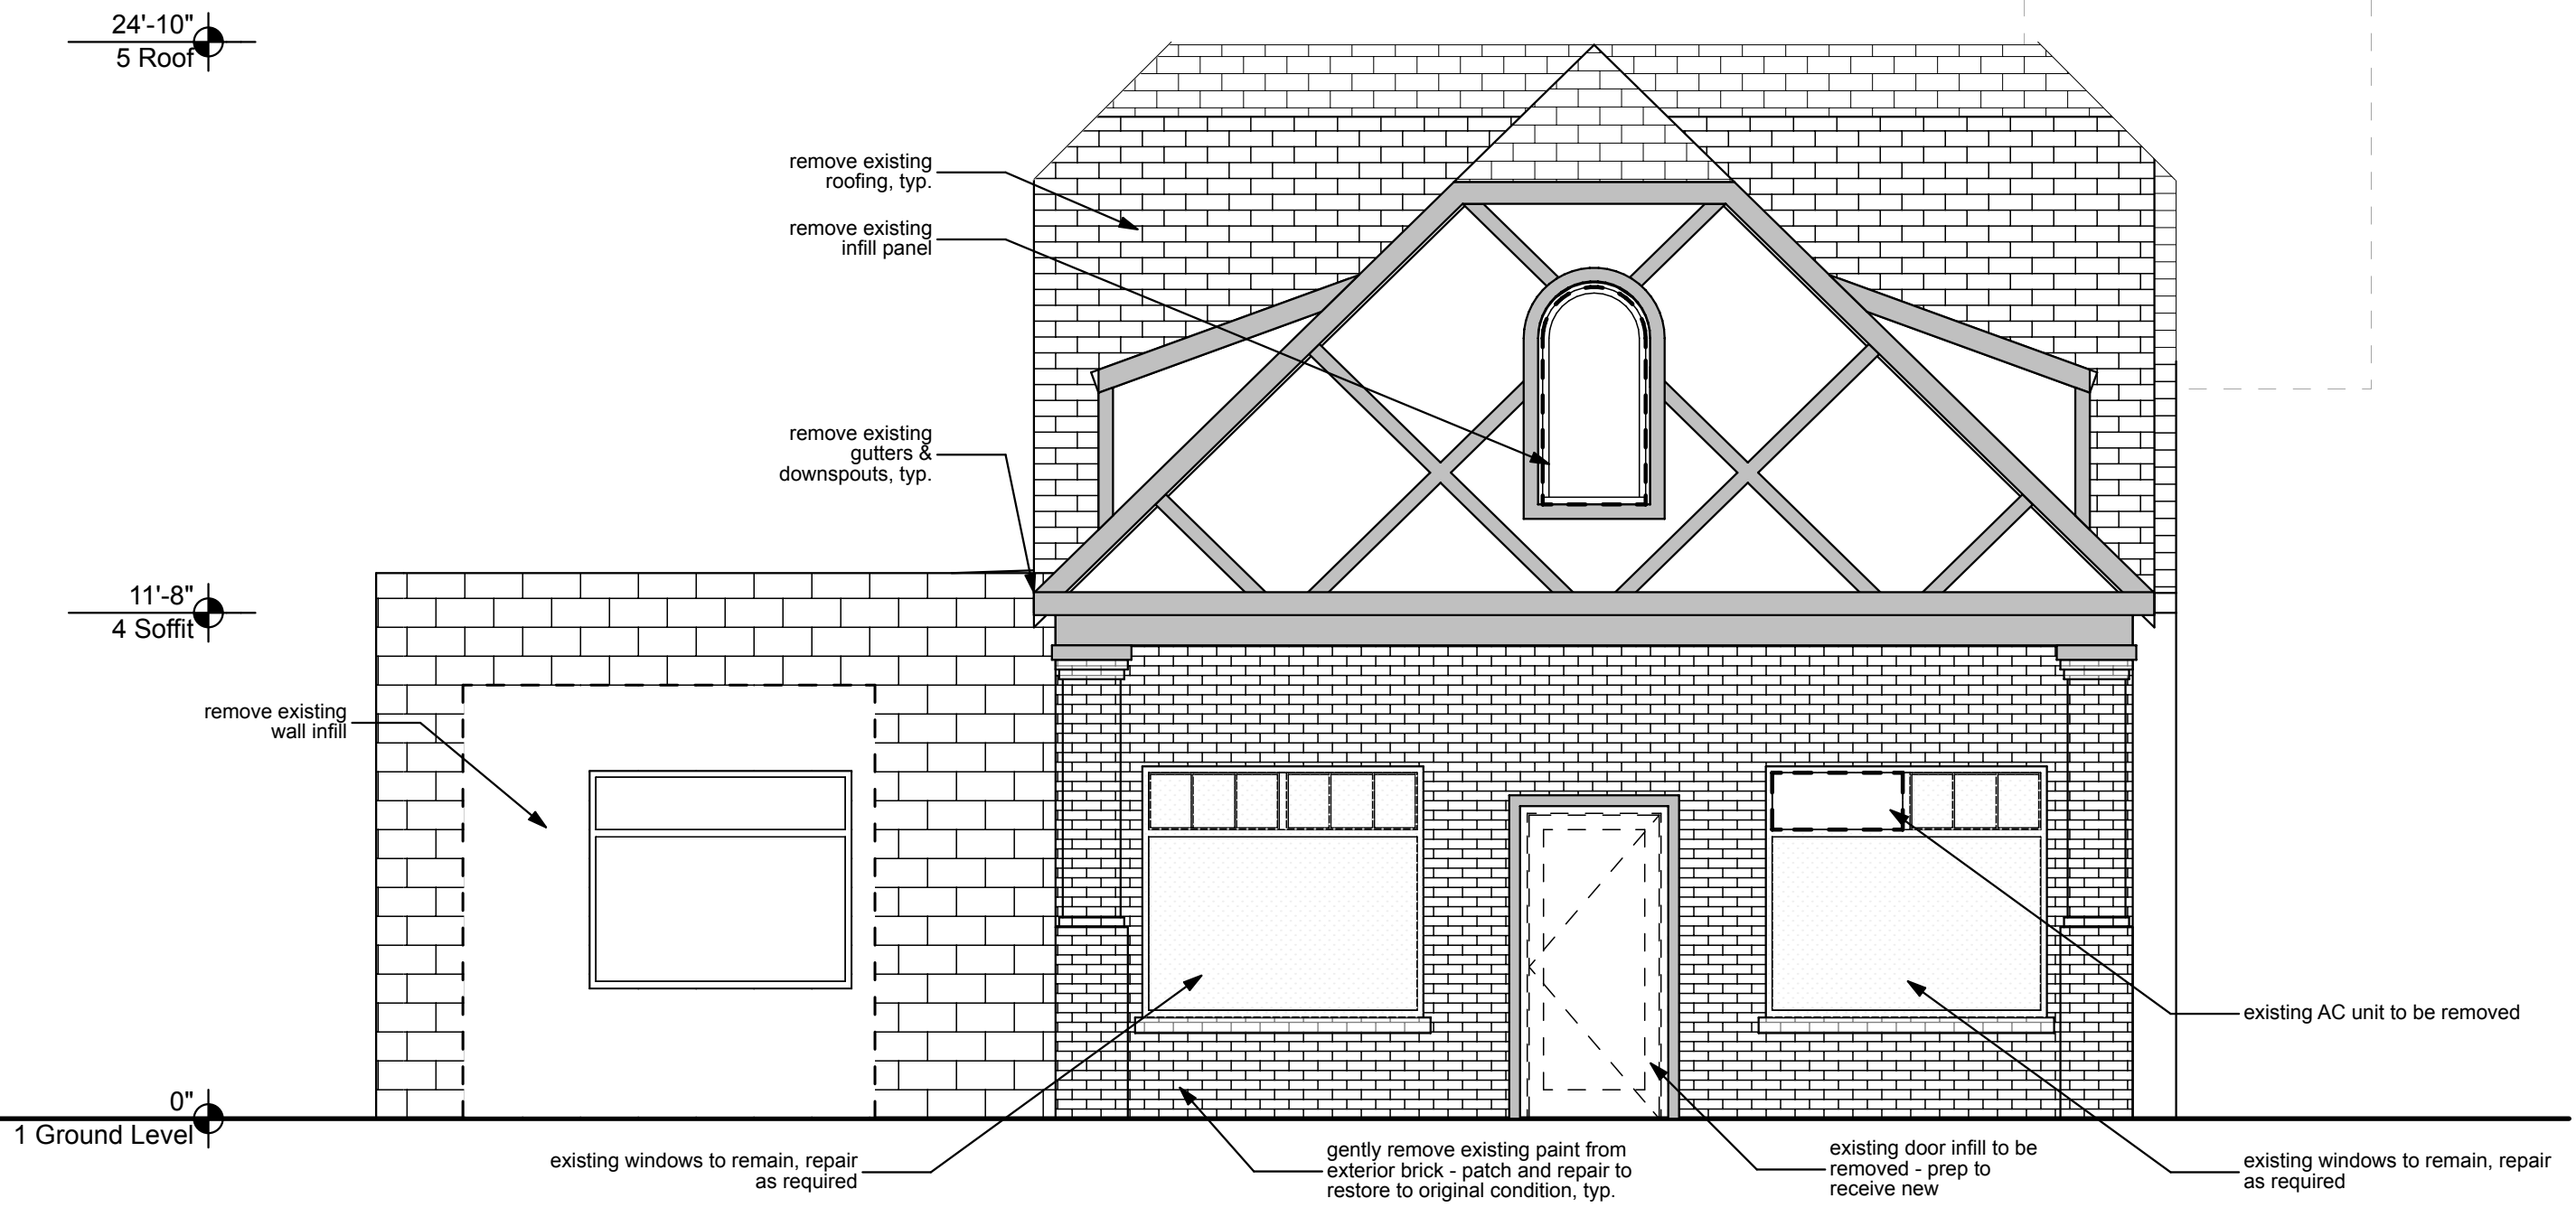 24'-10"
5 Roof
remove existing
roofing, typ.
remove existing
infill panel
remove existing
gutters &
downspouts, typ.
11'-8"
4 Soffit
remove existing
wall infill
0"
1 Ground Level
existing windows to remain, repair
as required
gently remove existing paint from
exterior brick - patch and repair to
restore to original condition, typ.
existing door infill to be
removed - prep to
receive new
existing AC unit to be removed
existing windows to remain, repair
as required